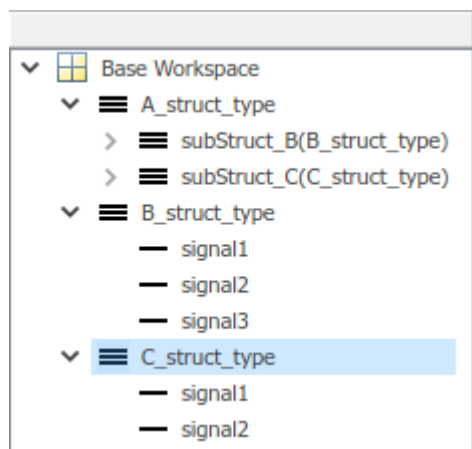 Base Workspace
A_struct_type
subStruct_B(B_struct_type)
subStruct_C(C_struct_type)
B_struct_type
signal1
signal2
signal3
C_struct_type
signal1
signal2